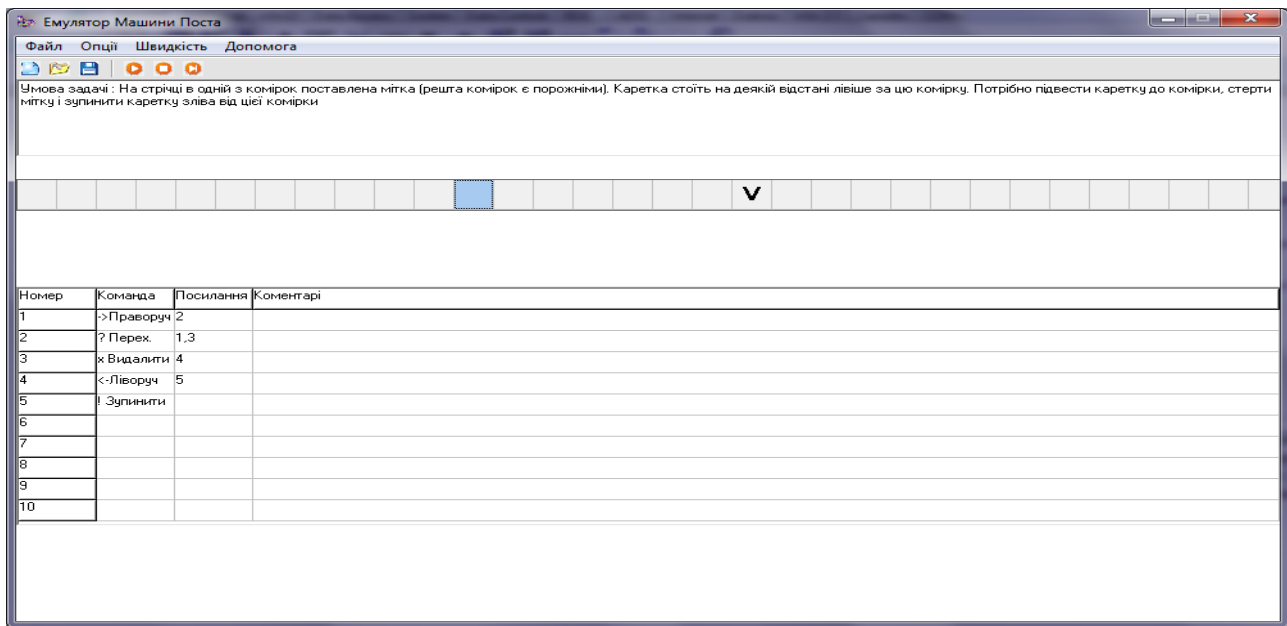 Емулятор Машини Поста
Файл Опції Швидкість Допомога
Умова задачі : На стрічці в одній з комірок поставлена мітка (решта комірок є порожніми). Каретка стоїть на деякій відстані лівіше за цю комірку. Потрібно підвести каретку до комірки, стерти
мітку і зупинити каретку зліва від цієї комірки
V
Номер Команда Посилання Коментарі
1 ->Праворуч 2
2 ? Перех. 1,3
3 x Видалити 4
4 <-Ліворуч 5
5 ! Зупинити
6
7
8
9
10